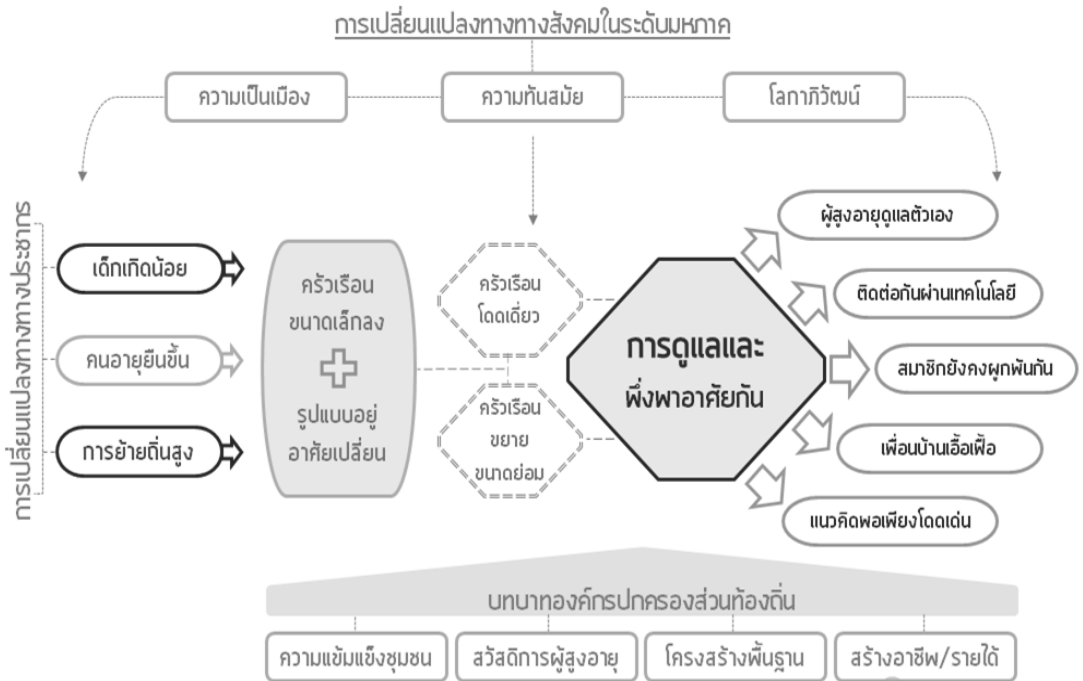 การเปลี่ยนแปลงทางทางสังคมในระดับมหภาค
ความเป็นเมือง
ความทันสมัย
โลกาภิวัฒน์
การเปลี่ยนแปลงทางทางประชากร
เด็กเกิดน้อย
คนอายุยืนขึ้น
การย้ายถิ่นสูง
ครัวเรือน
ขนาดเล็กลง
รูปแบบอยู่
อาศัยเปลี่ยน
ครัวเรือน
โดดเดี่ยว
ครัวเรือน
ขยาย
ขนาดย่อม
การดูแลและ
พึ่งพาอาศัยกัน
ผู้สูงอายุดูแลตัวเอง
ติดต่อกันผ่านเทคโนโลยี
สมาชิกยังคงผูกพันกัน
เพื่อนบ้านเอื้อเฟื้อ
แนวคิดพอเพียงโดดเด่น
บทบาทองค์กรปกครองส่วนท้องถิ่น
ความแข้มแข็งชุมชน
สวัสดิการผู้สูงอายุ
โครงสร้างพื้นฐาน
สร้างอาชีพ/รายได้